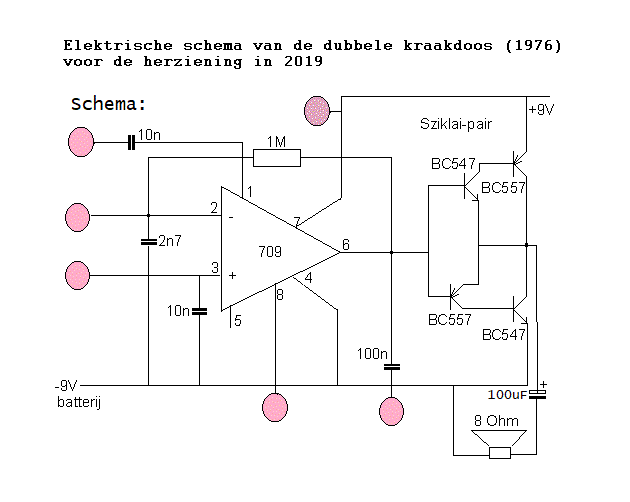 Elektrische schema van de dubbele kraakdoos (1976)
voor de herziening in 2019
Schema:
10n
1M
Sziklai-pair
+9V
BC547
BC557
1
2
-
7
2n7
709
6
3
+
4
8
10n
5
BC557
BC547
100n
-9V
batterij
100uF
+
8 Ohm